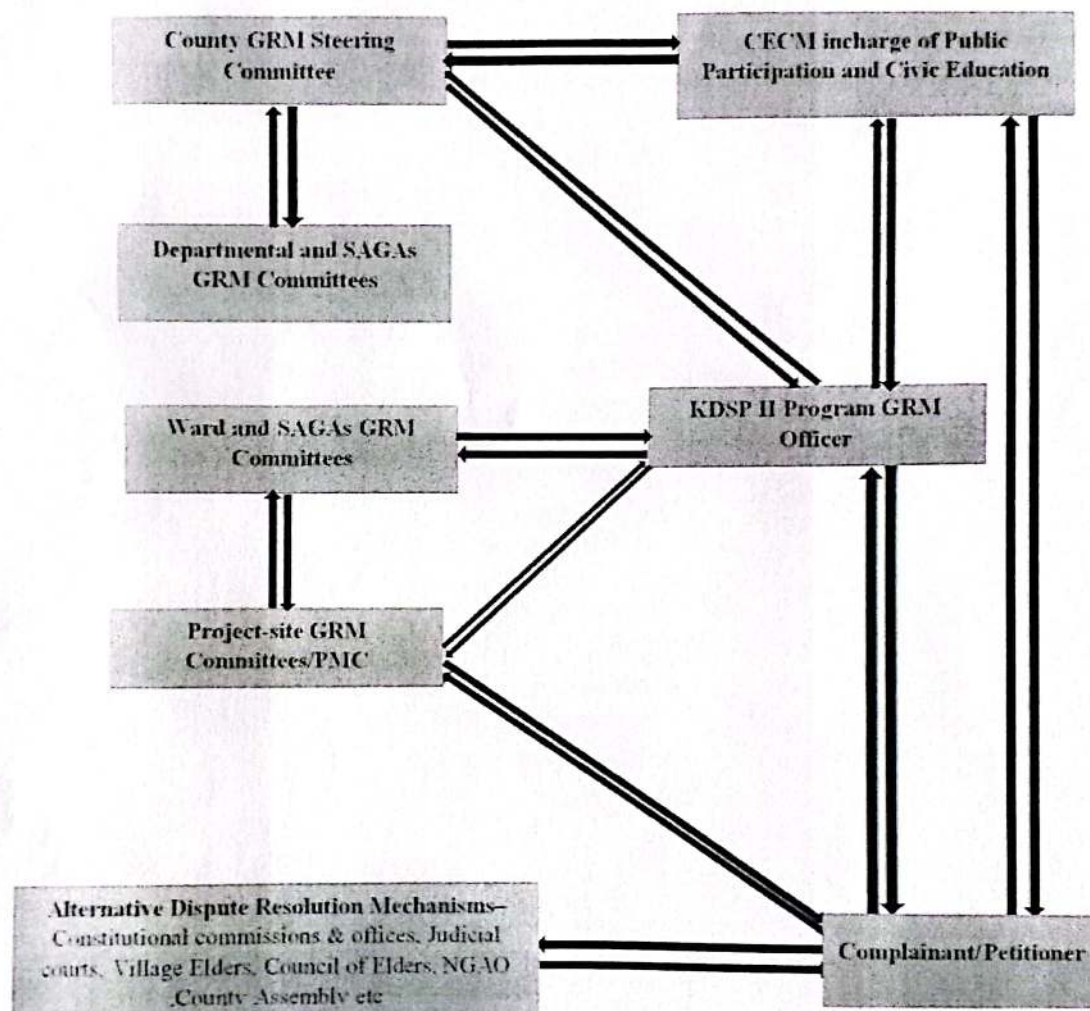 County GRM Steering
Committee
CECM incharge of Public
Participation and Civic Education
Departmental and SAGAs
GRM Committees
Ward and SAGAs GRM
Committees
KDSP II Program GRM
Officer
Project-site GRM
Committees/PMC
Alternative Dispute Resolution Mechanisms–
Constitutional commissions & offices, Judicial
courts, Village Elders, Council of Elders, NGAO
,County Assembly etc
Complainant/Petitioner